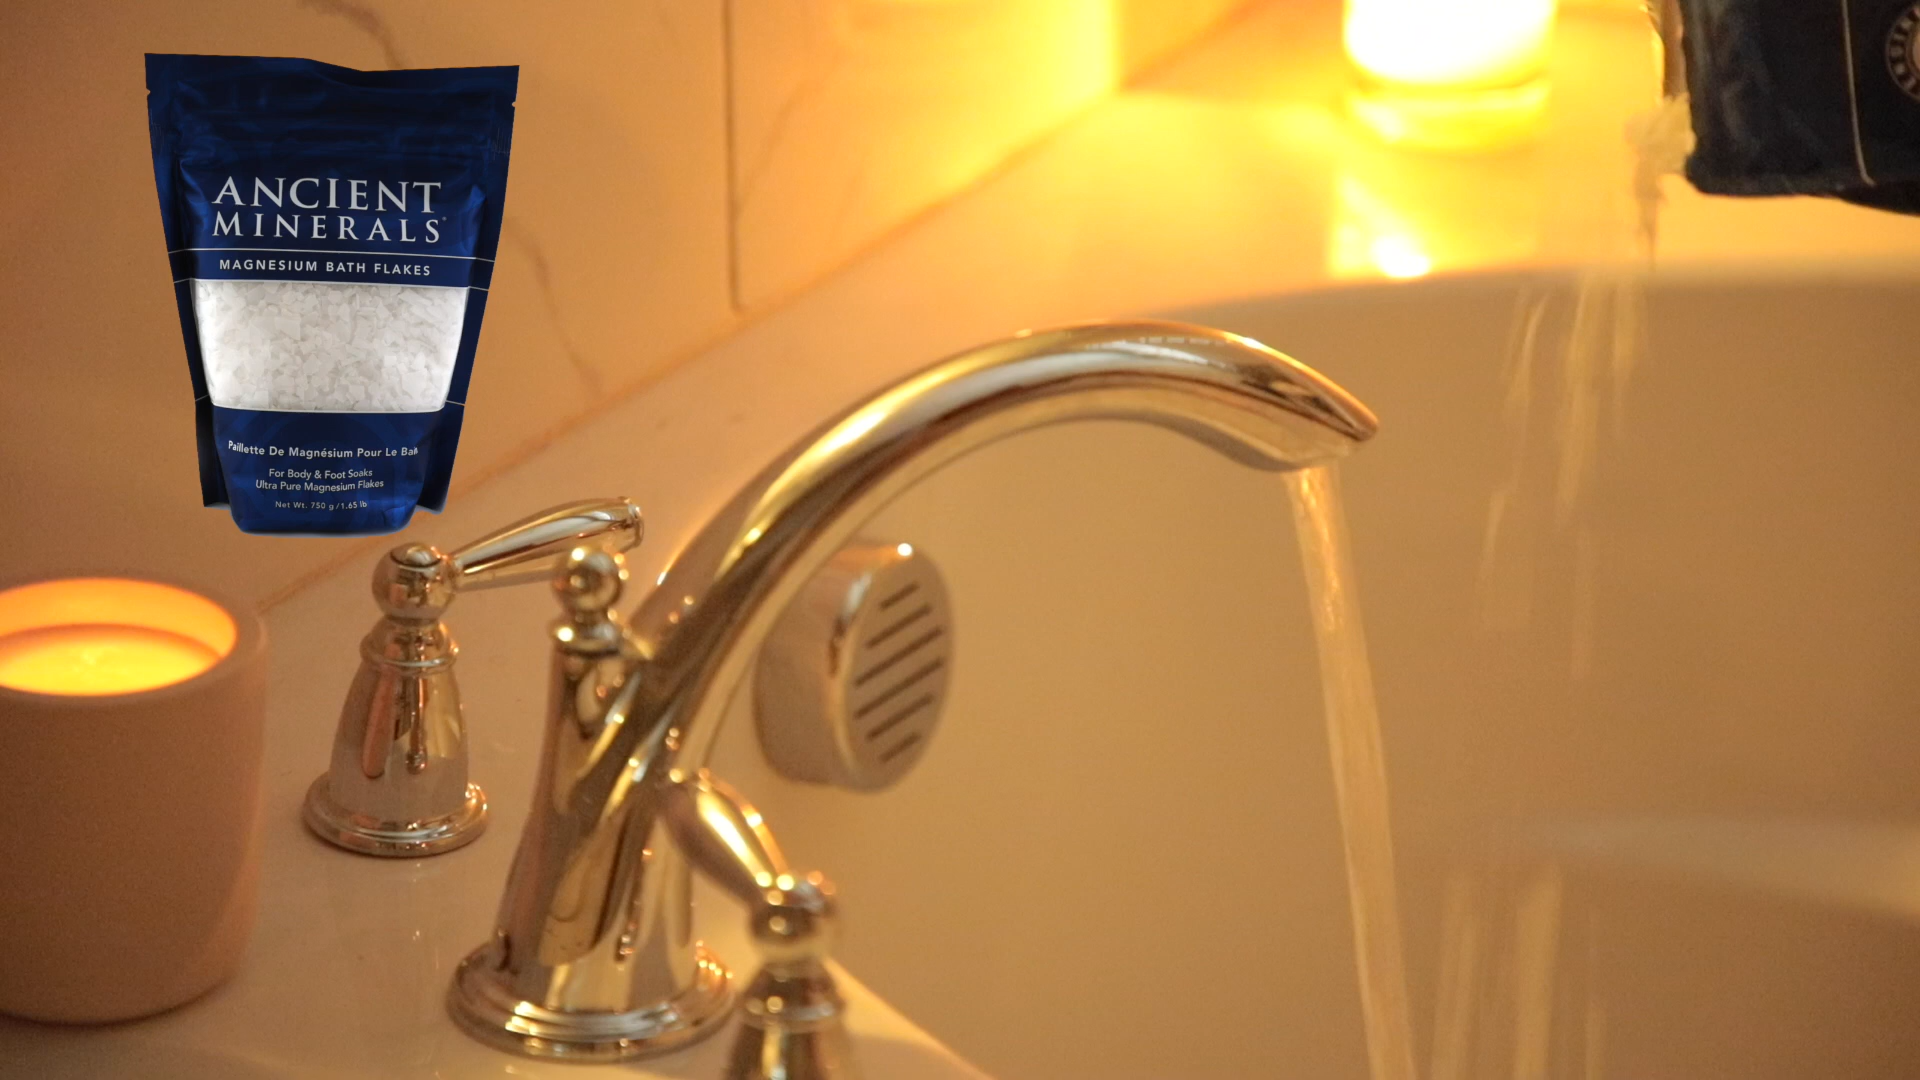 ANCIENT
MINERALS®
MAGNESIUM BATH FLAKES
Paillette De Magnésium Pour Le Bain
For Body & Foot Soaks
Ultra Pure Magnesium Flakes
Net Wt. 750 g/1.65 lb